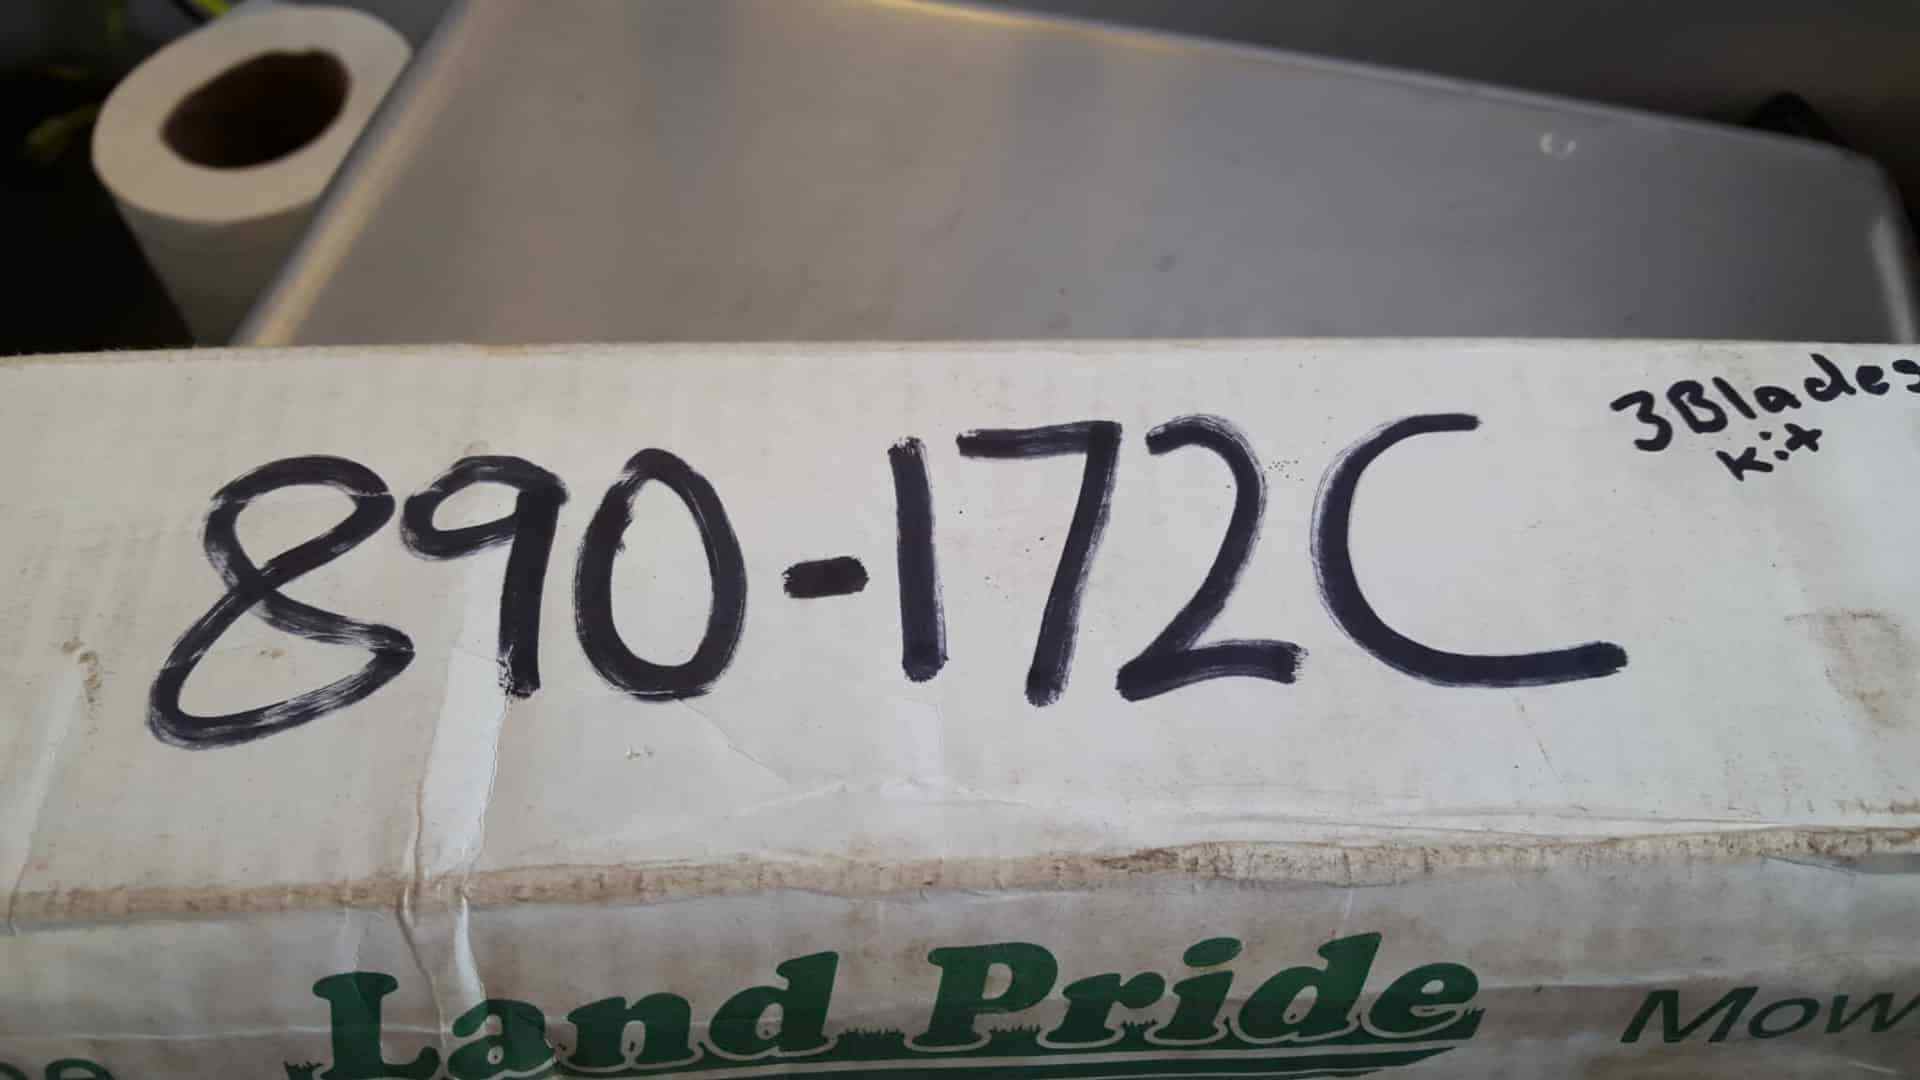 890-172C
3Blades
Kit
Land Pride
Mow